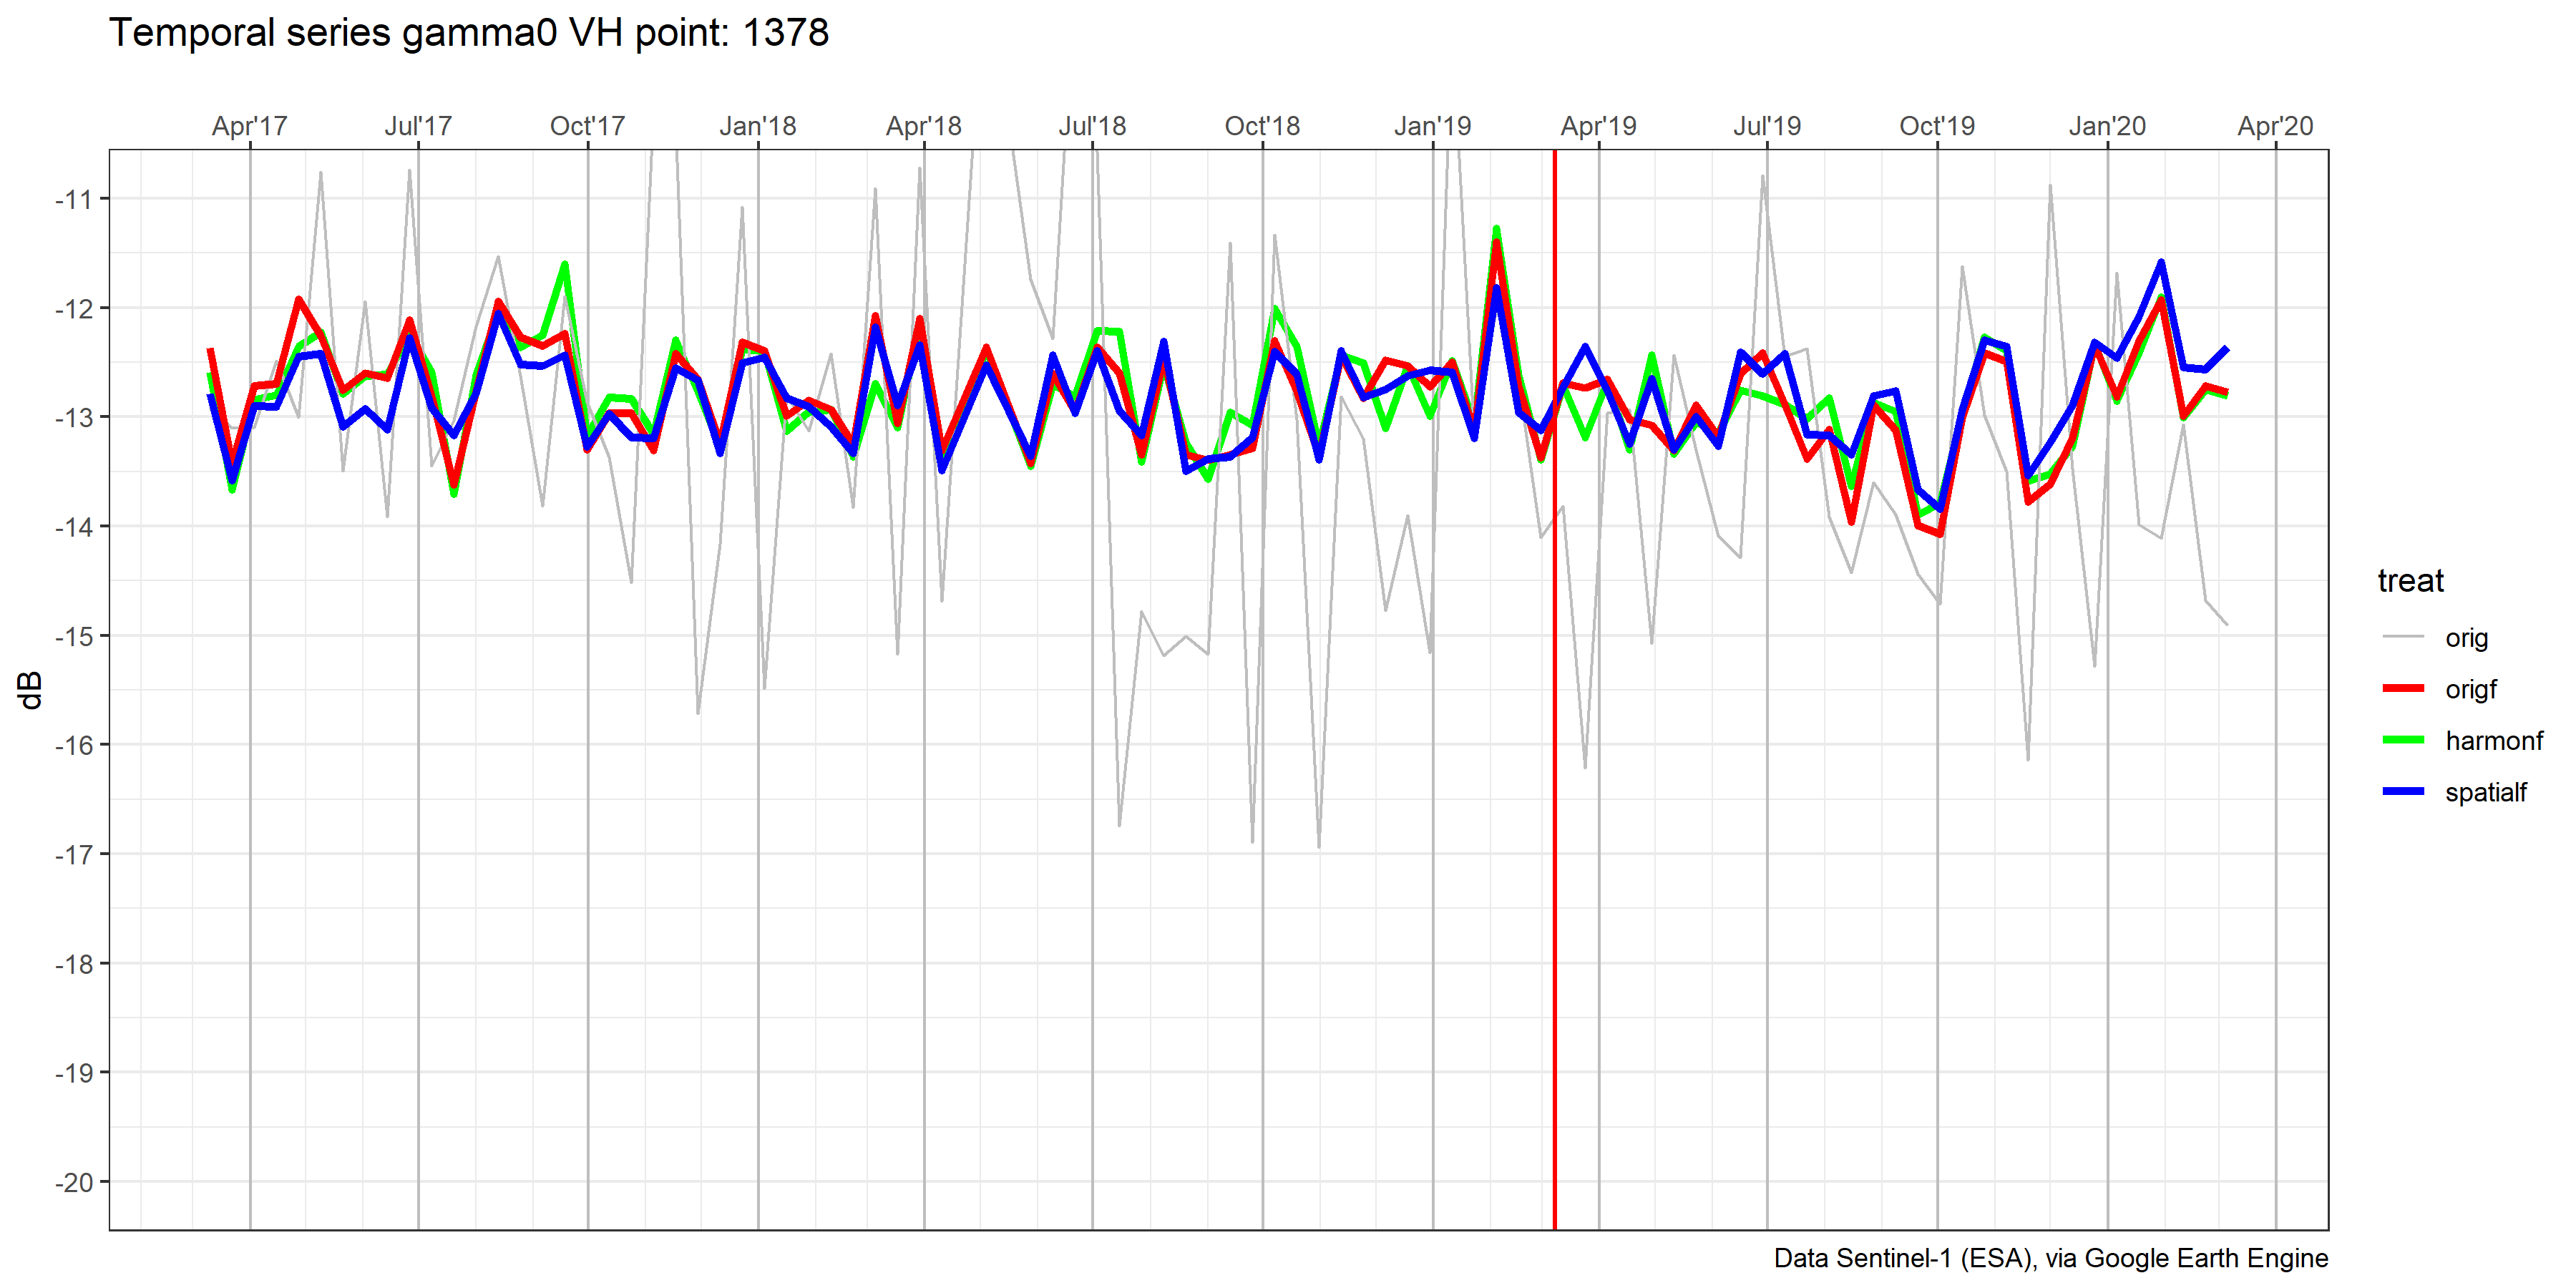 Temporal series gamma0 VH point: 1378
Apr'17 Jul'17 Oct'17 Jan'18 Apr'18 Jul'18 Oct'18 Jan'19 Apr'19 Jul'19 Oct'19 Jan'20 Apr'20
-11
-12
-13
-14
-15
-16
-17
-18
-19
-20
dB
treat
orig
origf
harmonf
spatialf
Data Sentinel-1 (ESA), via Google Earth Engine